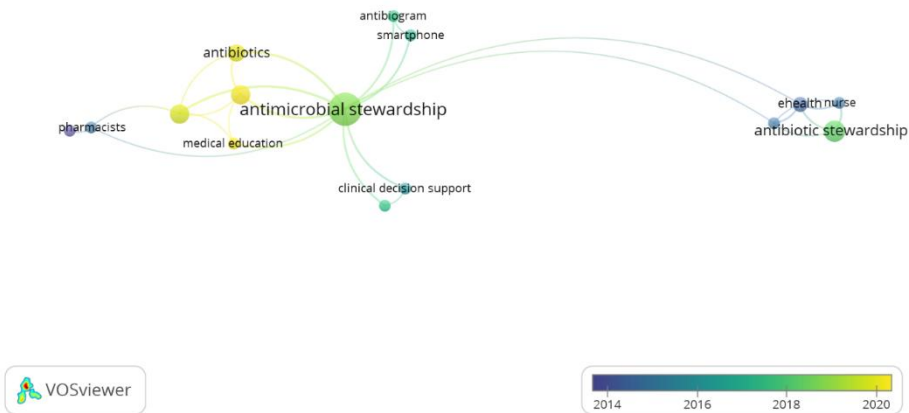 antibiogram
smartphone
antibiotics
antimicrobial stewardship
ehealth nurse
pharmacists
antibiotic stewardship
medical education
clinical decision support
VOSviewer
2014 2016 2018 2020